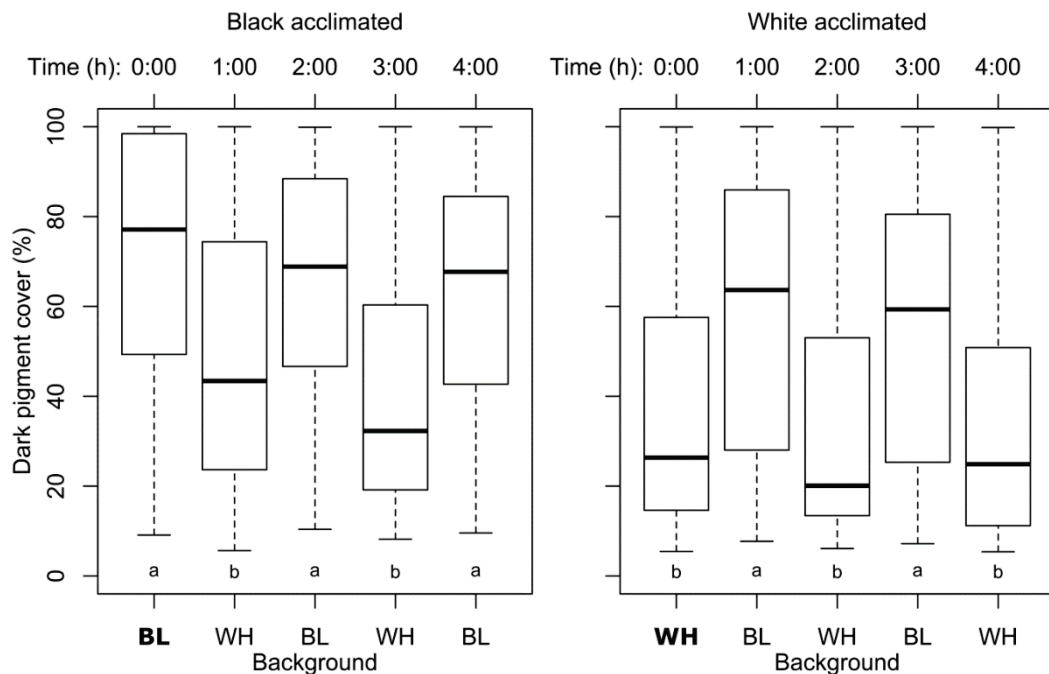 Black acclimated
White acclimated
Time (h): 0:00 1:00 2:00 3:00 4:00
0:00 1:00 2:00 3:00 4:00
Dark pigment cover (%)
100
80
60
40
20
0
a b a b a
b a b a b
BL WH BL WH BL
WH BL WH BL WH
Background
Background